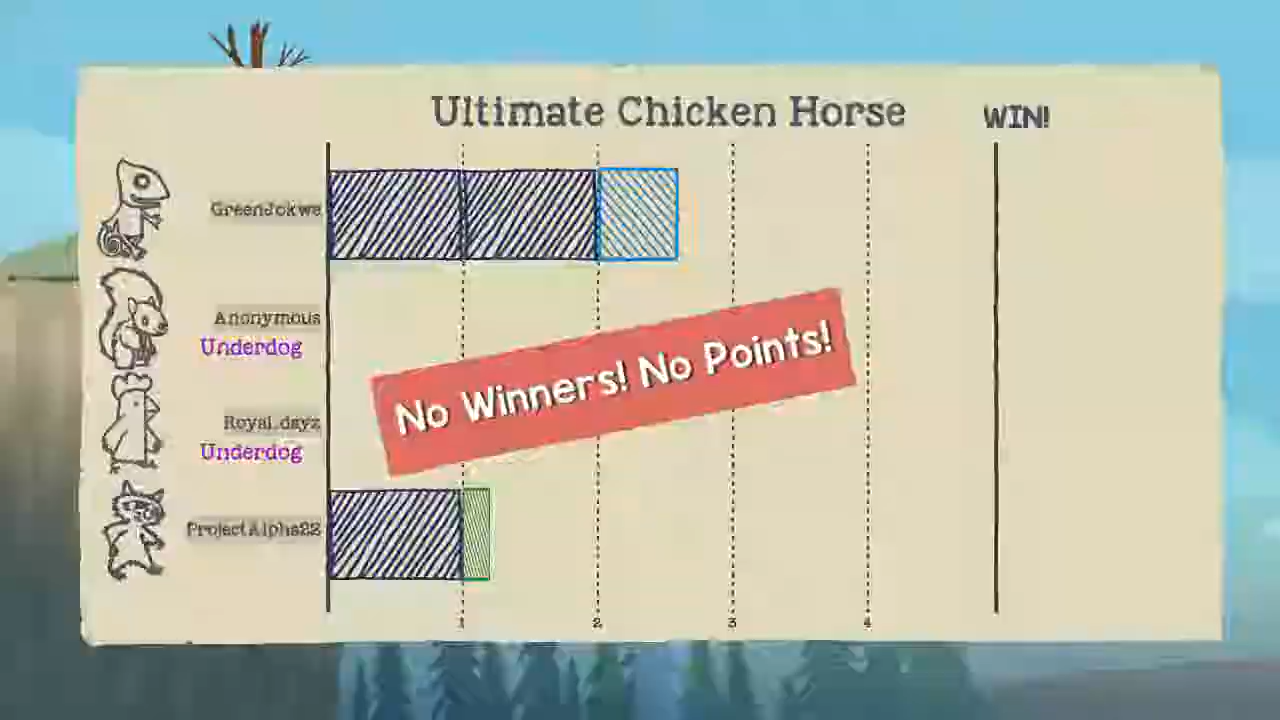 Ultimate Chicken Horse
WIN!
GreenJokwe
Anonymous
Underdog
No Winners! No Points!
Royal.dayz
Underdog
ProjectAlpha22
1 2 3 4